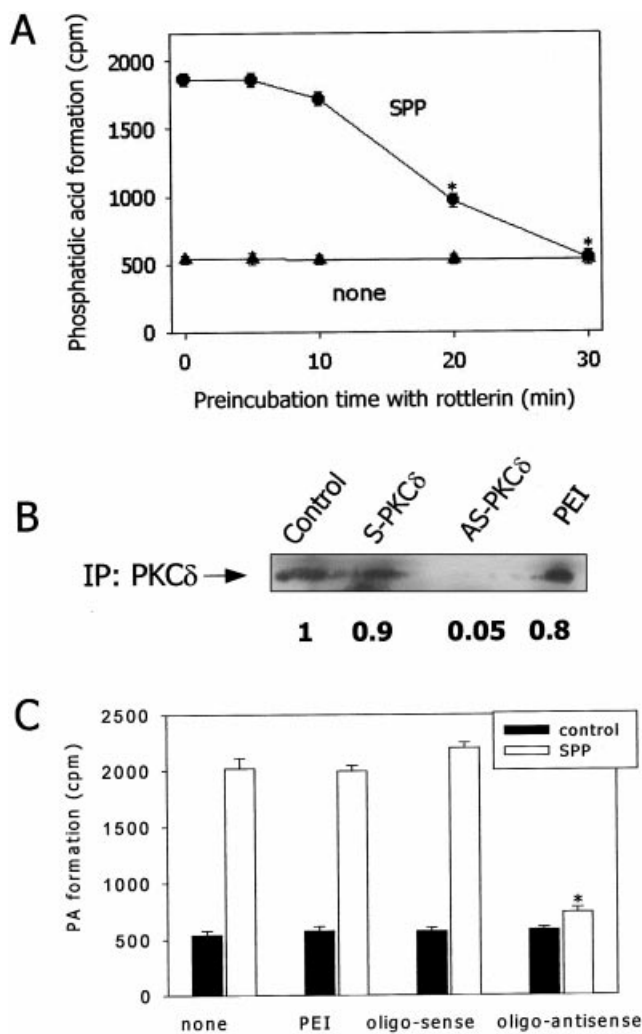 A
Phosphatidic acid formation (cpm)
2000
1500
1000
500
0
SPP
*
*
none
0 10 20 30
Preincubation time with rottlerin (min)
B
Control S-PKCδ AS-PKCδ PEI
IP: PKCδ
1 0.9 0.05 0.8
C
PA formation (cpm)
2500
2000
1500
1000
500
0
control
SPP
*
none PEI oligo-sense oligo-antisense